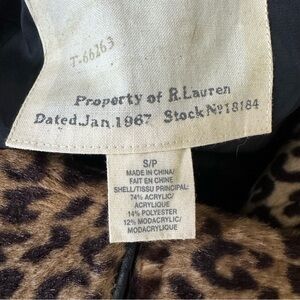 T-66263
Property of R.Lauren
Dated Jan.1967 Stock Nº18184
S/P
MADE IN CHINA/
FAIT EN CHINE
SHELL/TISSU PRINCIPAL:
74% ACRYLIC/
ACRYLIQUE
14% POLYESTER
12% MODACRYLIC/
MODACRYLIQUE